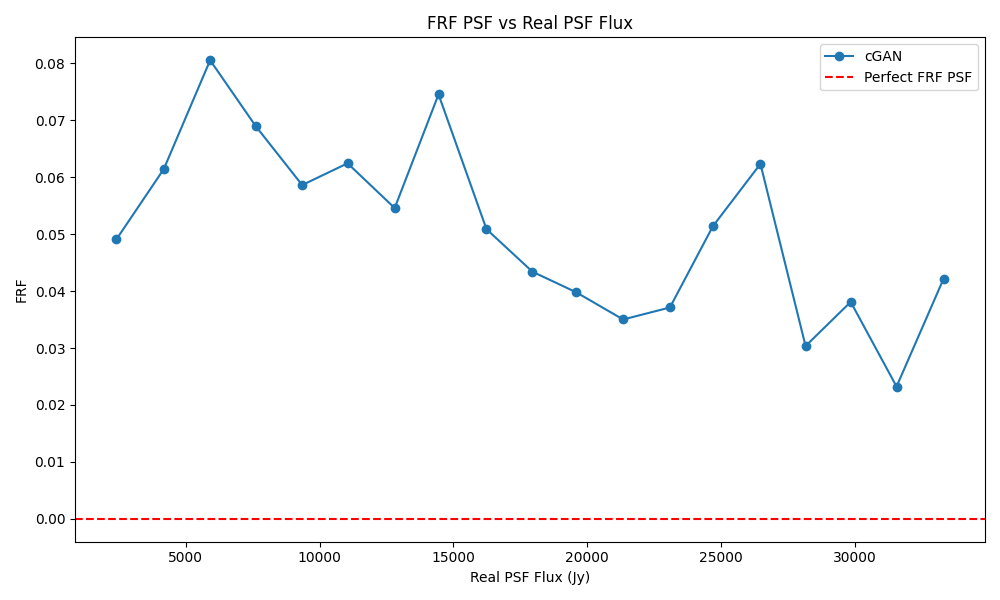 FRF PSF vs Real PSF Flux
cGAN
Perfect FRF PSF
FRF
0.08
0.07
0.06
0.05
0.04
0.03
0.02
0.01
0.00
5000 10000 15000 20000 25000 30000
Real PSF Flux (Jy)